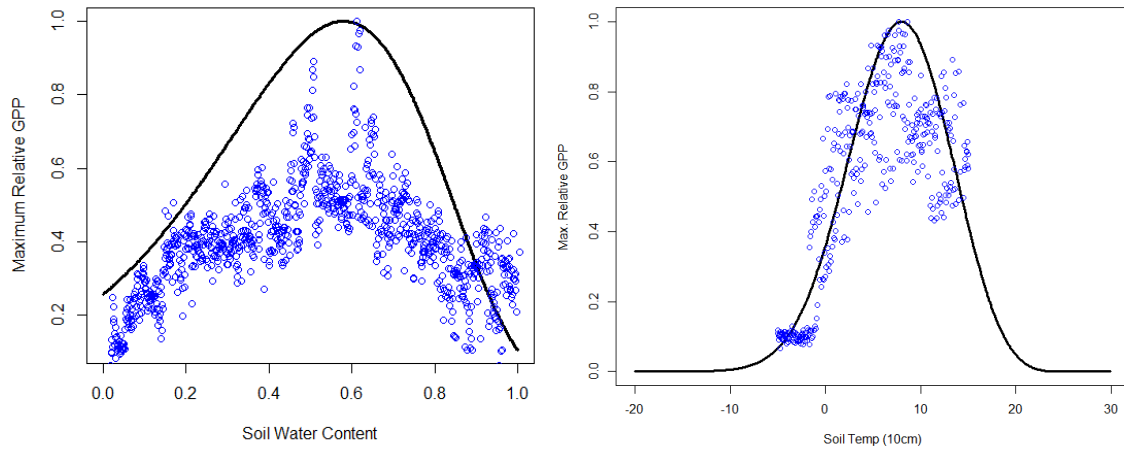 Maximum Relative GPP
1.0
0.8
0.6
0.4
0.2
0.0 0.2 0.4 0.6 0.8 1.0
Soil Water Content
Max. Relative GPP
1.0
0.8
0.6
0.4
0.2
0.0
-20 -10 0 10 20 30
Soil Temp (10cm)